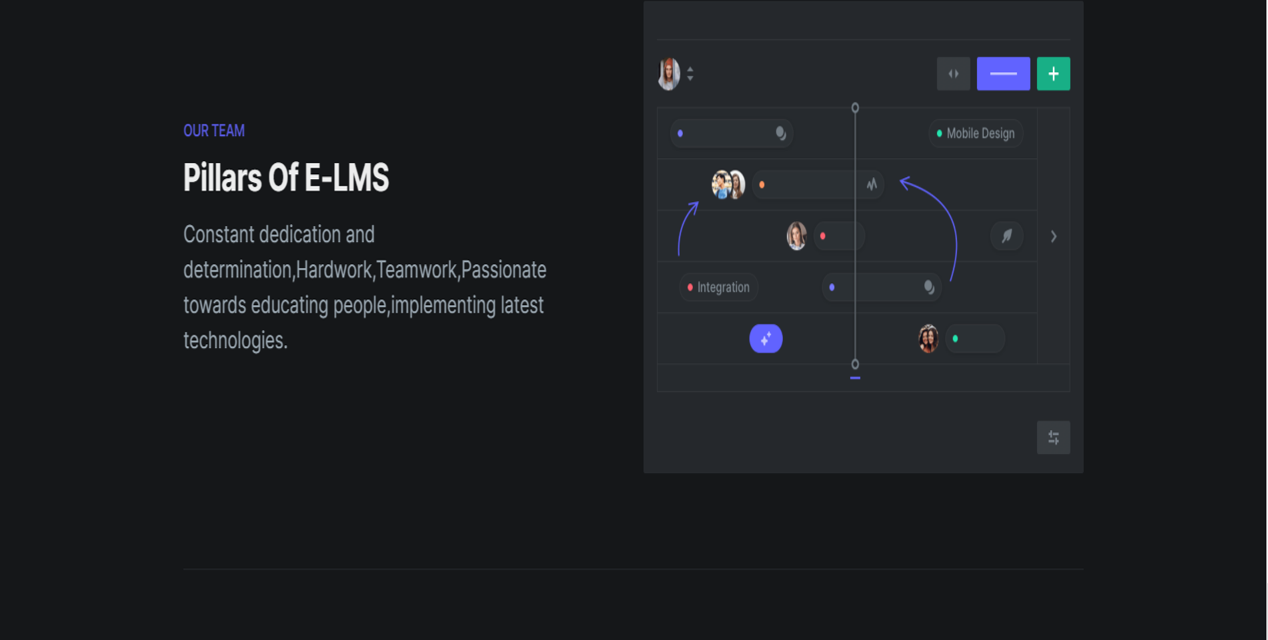 OUR TEAM
Pillars Of E-LMS
Constant dedication and
determination,Hardwork,Teamwork,Passionate
towards educating people,implementing latest
technologies.
Mobile Design
Integration